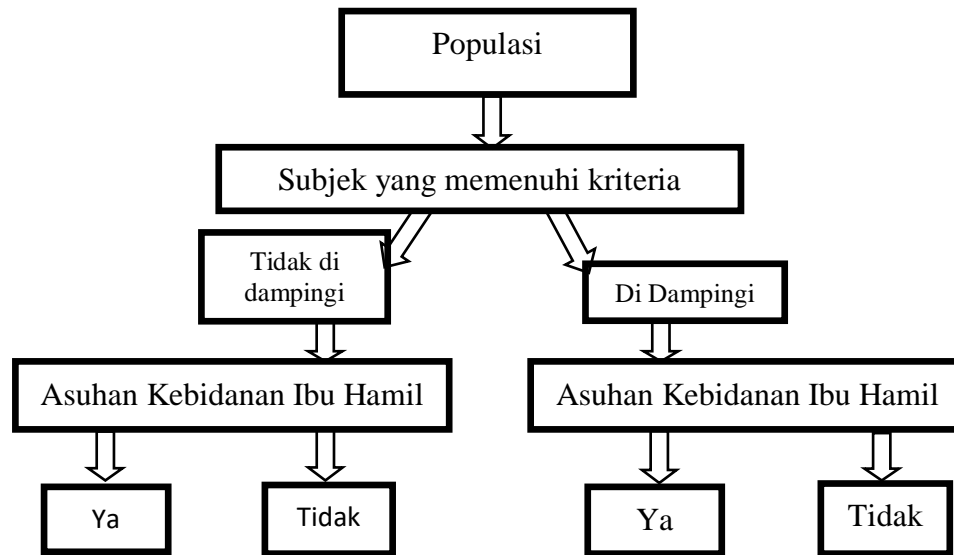 Populasi
Subjek yang memenuhi kriteria
Tidak di
dampingi
Di Dampingi
Asuhan Kebidanan Ibu Hamil
Asuhan Kebidanan Ibu Hamil
Ya
Tidak
Ya
Tidak